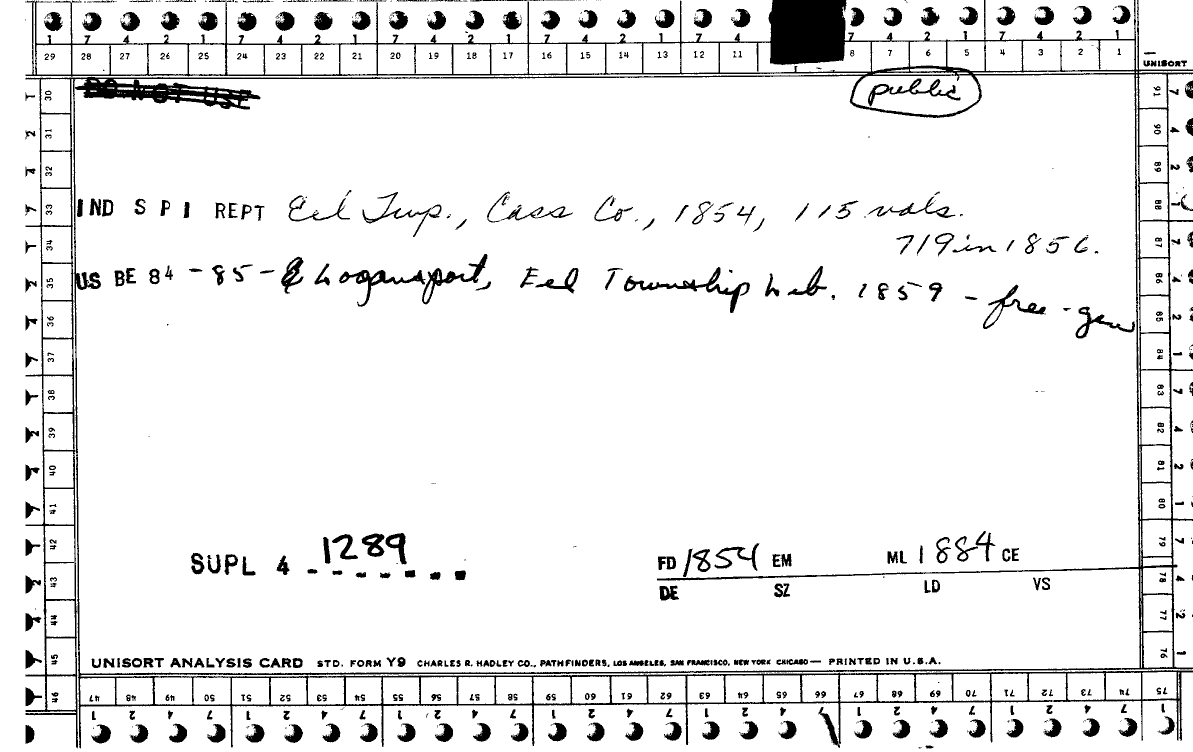 7 4 2 1 7 4 2 1 7 4 2 1 7 4 2 1 7 4 7 4 2 1 7 4 2 1
29 28 27 26 25 24 23 22 21 20 19 18 17 16 15 14 13 12 11 8 7 6 5 4 3 2 1
UNISORT
DO NOT USE
public
IND S P I REPT Eel Twp., Cass Co., 1854, 115 vols.
719 in 1856.
US BE 84-85- Logansport, Eel Township Lib. 1859 - free - gen
SUPL 4 1289
FD 1854 EM ML 1884 CE
DE SZ LD VS
UNISORT ANALYSIS CARD STD. FORM Y9 CHARLES R. HADLEY CO., PATHFINDERS, LOS ANGELES, SAN FRANCISCO, NEW YORK CHICAGO — PRINTED IN U.S.A.
30
31
32
33
34
35
36
37
38
39
40
41
42
43
44
45
46
91
90
89
88
87
86
85
84
83
82
81
80
79
78
77
76
47 48 49 50 51 52 53 54 55 56 57 58 59 60 61 62 63 64 65 66 67 68 69 70 71 72 73 74 75
1 2 4 7 1 2 4 7 1 2 4 7 1 2 4 7 1 2 4 7 1 2 4 7 1 2 4 7 1